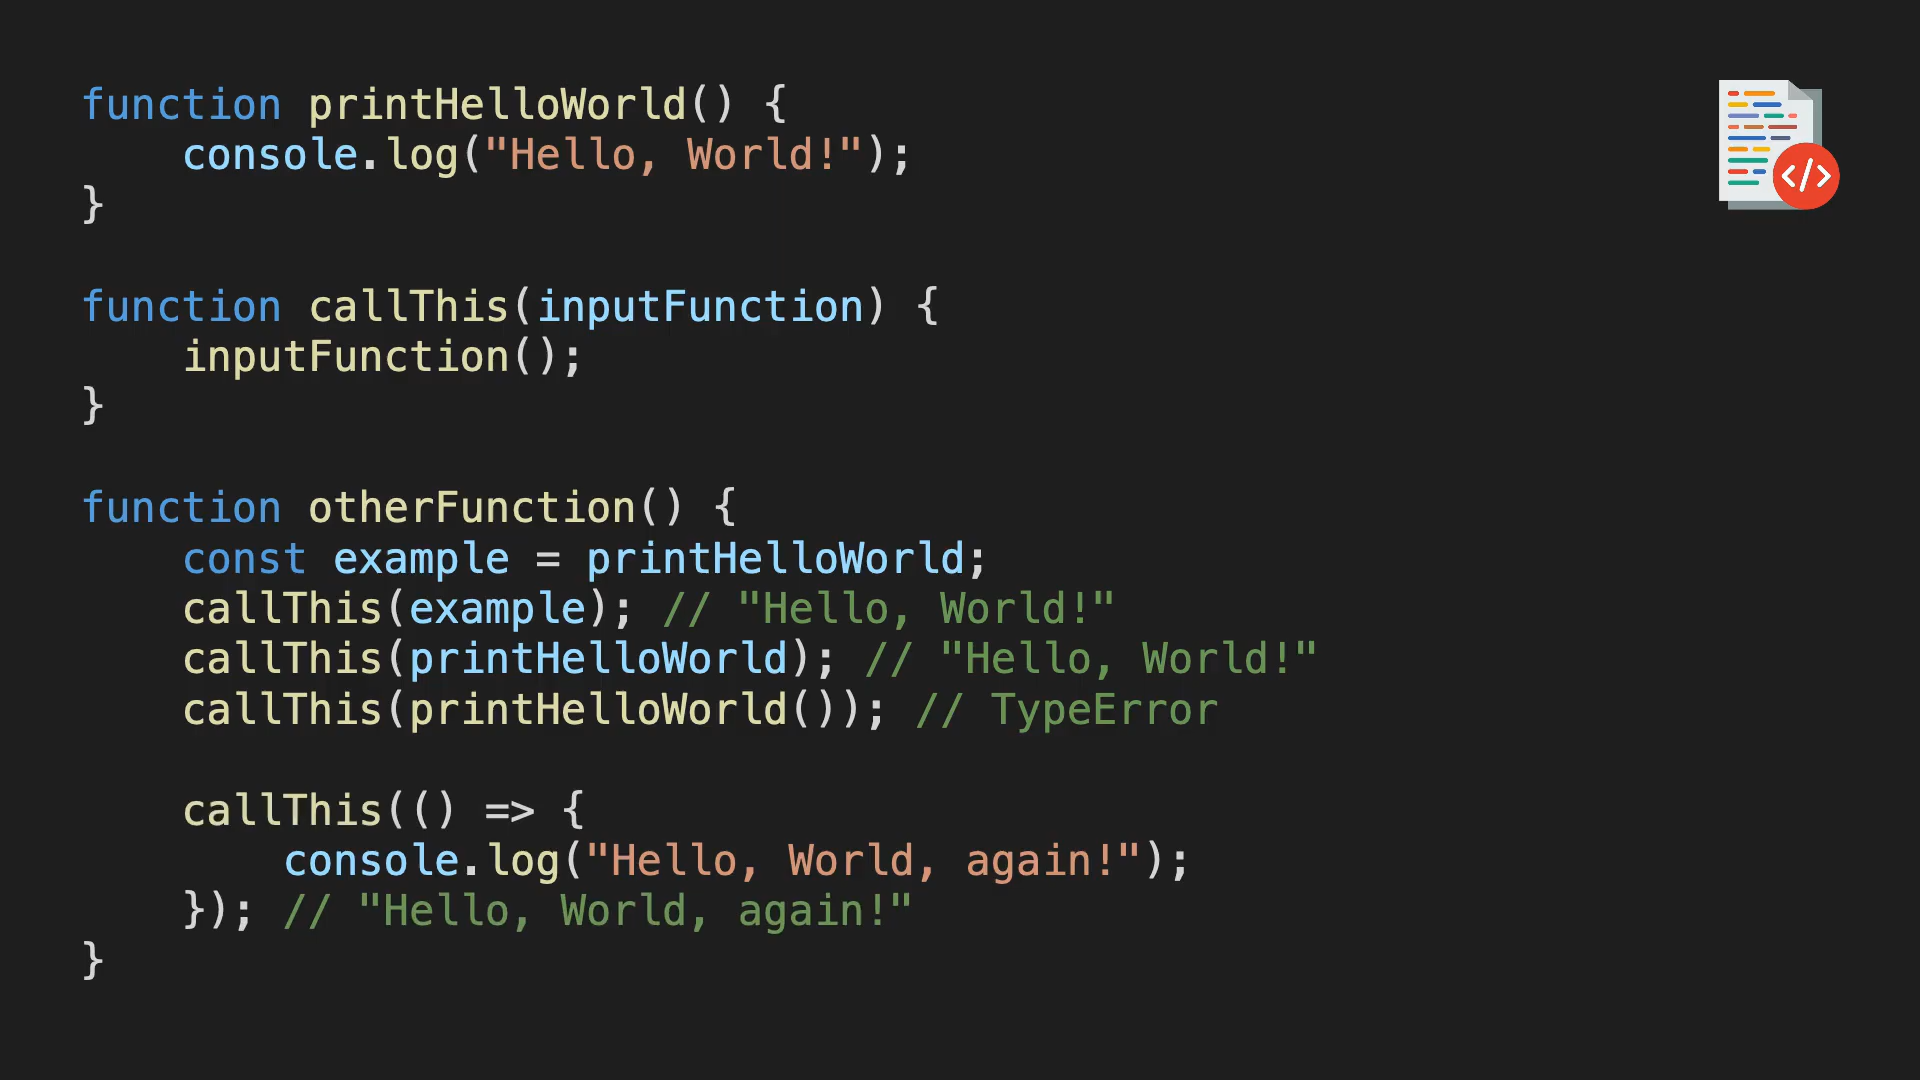 function printHelloWorld() {
    console.log("Hello, World!");
}

function callThis(inputFunction) {
    inputFunction();
}

function otherFunction() {
    const example = printHelloWorld;
    callThis(example); // "Hello, World!"
    callThis(printHelloWorld); // "Hello, World!"
    callThis(printHelloWorld()); // TypeError

    callThis(() => {
        console.log("Hello, World, again!");
    }); // "Hello, World, again!"
}
</>